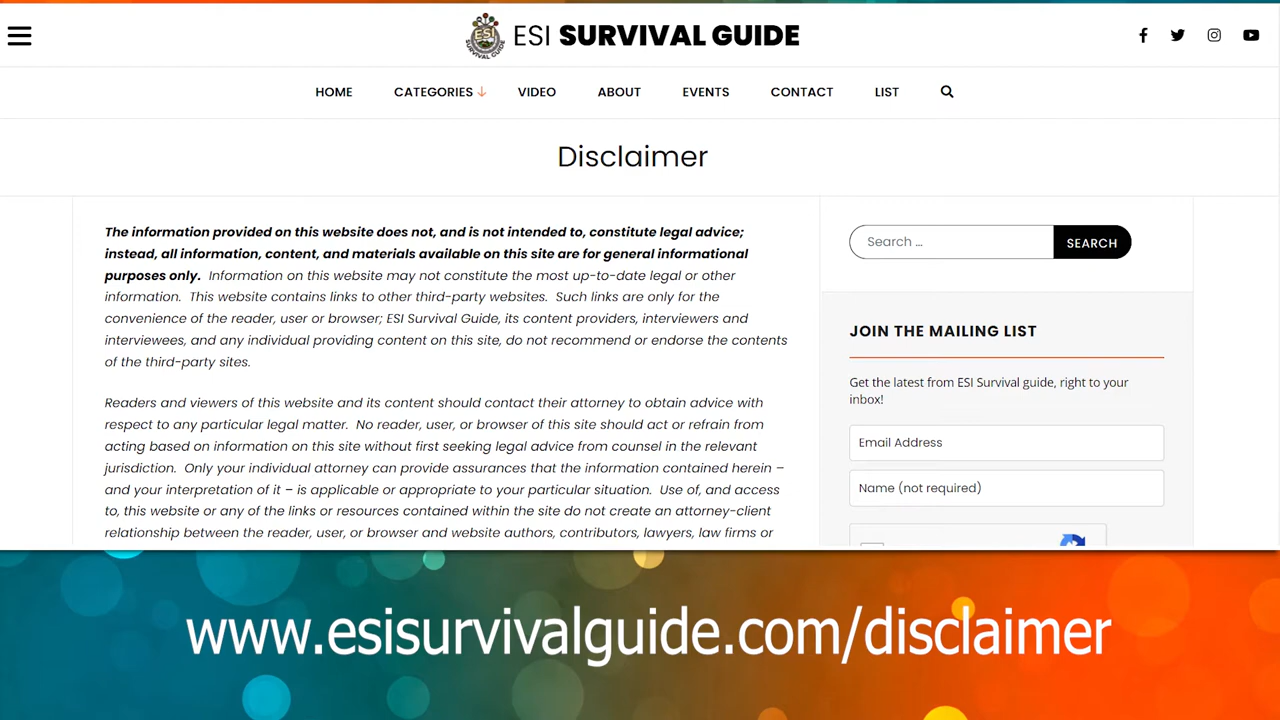 ESI SURVIVAL GUIDE
HOME CATEGORIES VIDEO ABOUT EVENTS CONTACT LIST
Disclaimer
The information provided on this website does not, and is not intended to, constitute legal advice;
instead, all information, content, and materials available on this site are for general informational
purposes only. Information on this website may not constitute the most up-to-date legal or other
information. This website contains links to other third-party websites. Such links are only for the
convenience of the reader, user or browser; ESI Survival Guide, its content providers, interviewers and
interviewees, and any individual providing content on this site, do not recommend or endorse the contents
of the third-party sites.
Readers and viewers of this website and its content should contact their attorney to obtain advice with
respect to any particular legal matter. No reader, user, or browser of this site should act or refrain from
acting based on information on this site without first seeking legal advice from counsel in the relevant
jurisdiction. Only your individual attorney can provide assurances that the information contained herein –
and your interpretation of it – is applicable or appropriate to your particular situation. Use of, and access
to, this website or any of the links or resources contained within the site do not create an attorney-client
relationship between the reader, user, or browser and website authors, contributors, lawyers, law firms or
Search …
SEARCH
JOIN THE MAILING LIST
Get the latest from ESI Survival guide, right to your
inbox!
Email Address
Name (not required)
www.esisurvivalguide.com/disclaimer